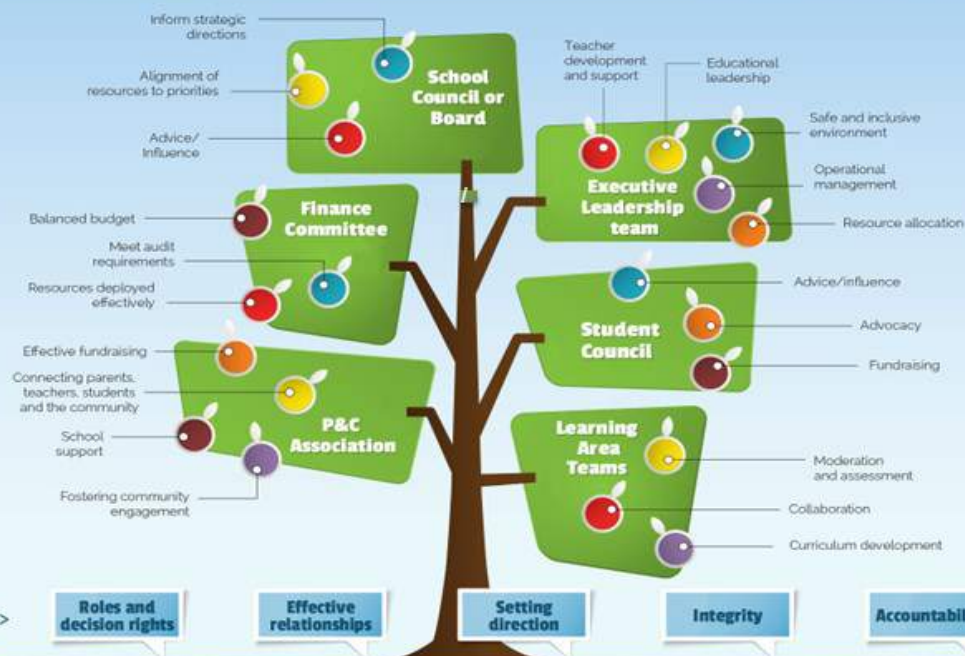 Inform strategic
directions
Alignment of
resources to priorities
Advice/
Influence
School
Council or
Board
Teacher
development
and support
Educational
leadership
Safe and inclusive
environment
Operational
management
Resource allocation
Executive
Leadership
team
Balanced budget
Meet audit
requirements
Resources deployed
effectively
Finance
Committee
Advice/influence
Advocacy
Fundraising
Student
Council
Effective fundraising
Connecting parents,
teachers, students
and the community
School
support
Fostering community
engagement
P&C
Association
Learning
Area
Teams
Moderation
and assessment
Collaboration
Curriculum development
>
Roles and
decision rights
Effective
relationships
Setting
direction
Integrity
Accountabil